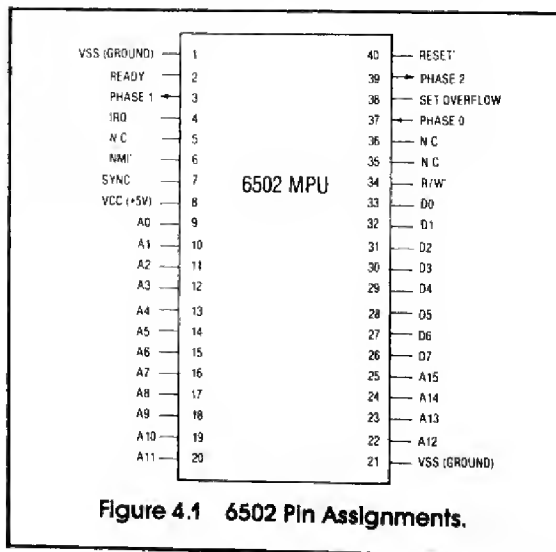 VSS (GROUND) 1
READY 2
PHASE 1 3
IRQ 4
N C 5
NMI' 6
SYNC 7
VCC (+5V) 8
A0 9
A1 10
A2 11
A3 12
A4 13
A5 14
A6 15
A7 16
A8 17
A9 18
A10 19
A11 20
6502 MPU
40 RESET'
39 PHASE 2
38 SET OVERFLOW
37 PHASE 0
36 N C
35 N C
34 R/W'
33 D0
32 D1
31 D2
30 D3
29 D4
28 D5
27 D6
26 D7
25 A15
24 A14
23 A13
22 A12
21 VSS (GROUND)
Figure 4.1 6502 Pin Assignments.